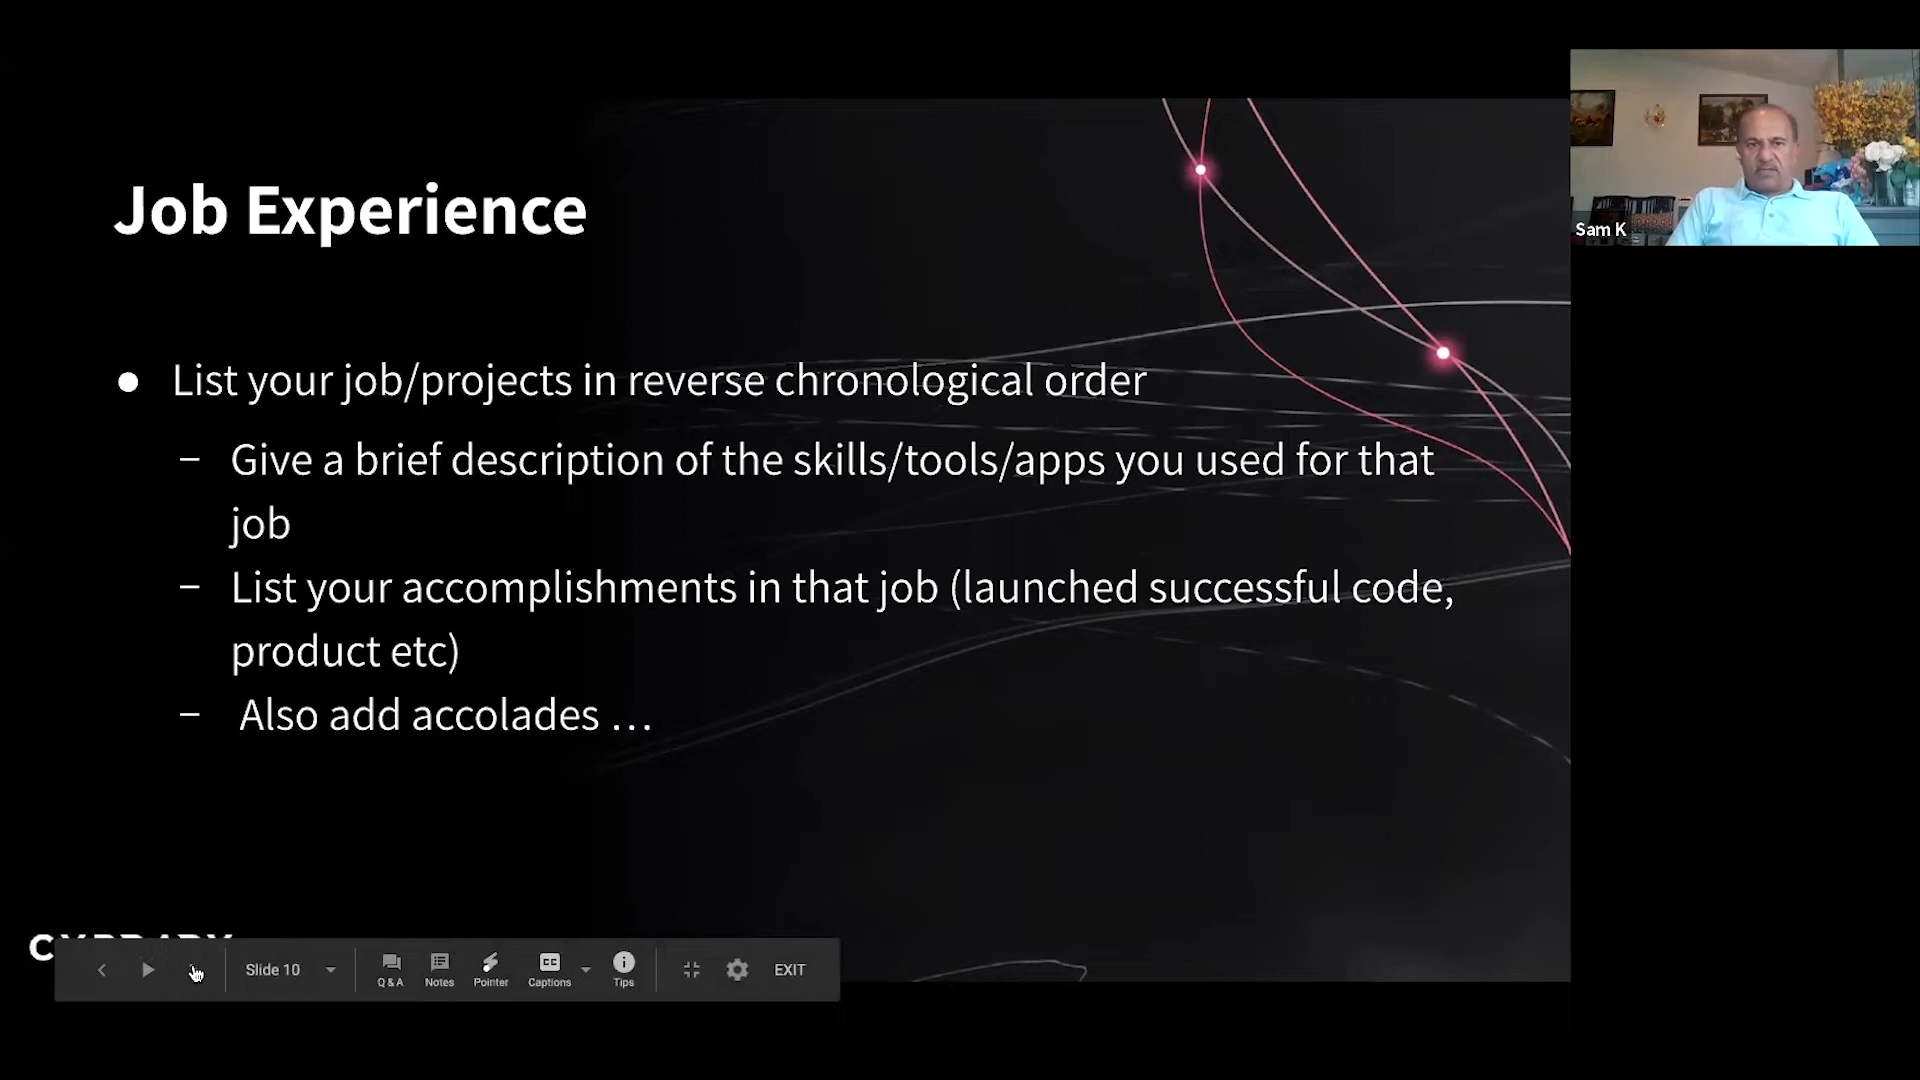 Job Experience
● List your job/projects in reverse chronological order
– Give a brief description of the skills/tools/apps you used for that
job
– List your accomplishments in that job (launched successful code,
product etc)
– Also add accolades ...
Sam K
Slide 10
Q & A
Notes
Pointer
CC
Captions
Tips
EXIT